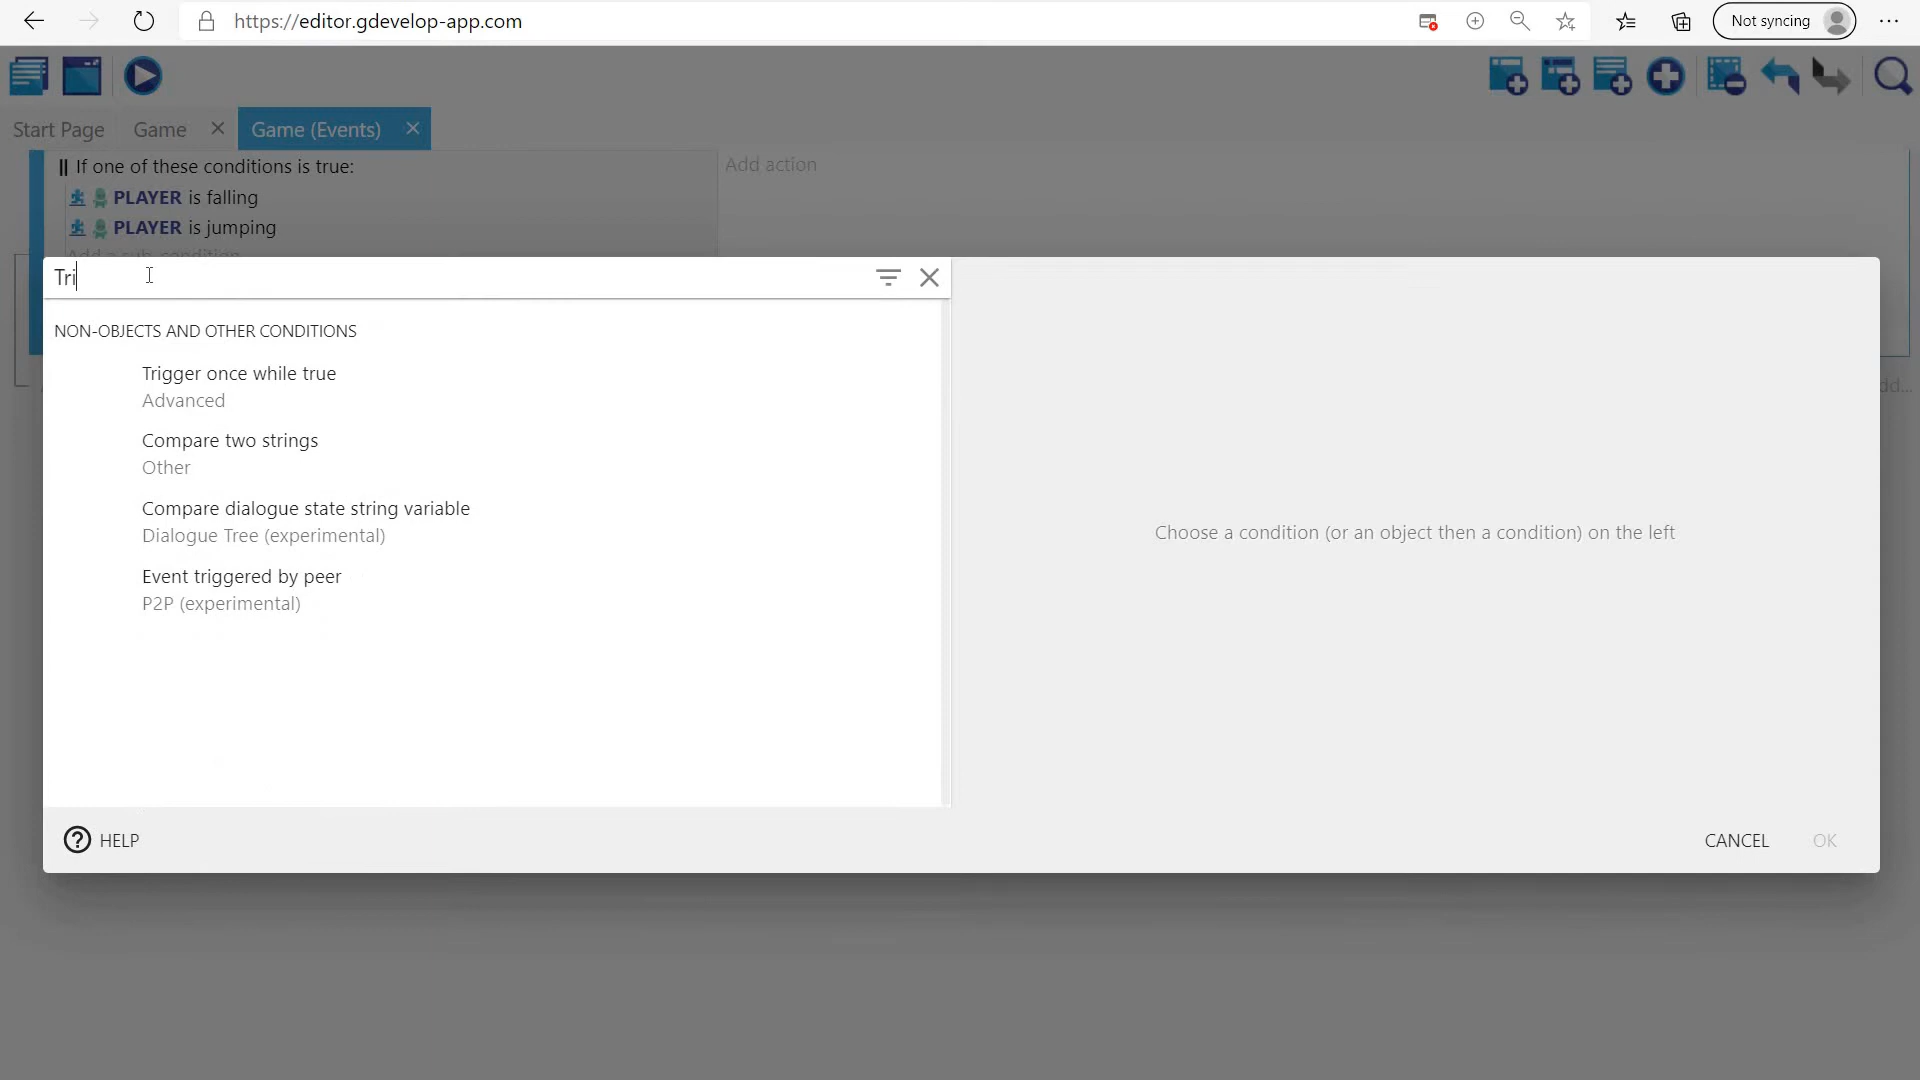 https://editor.gdevelop-app.com
Not syncing
Start Page
Game
Game (Events)
If one of these conditions is true:
Add action
PLAYER is falling
PLAYER is jumping
Add a sub-condition
Tri
NON-OBJECTS AND OTHER CONDITIONS
Trigger once while true
Advanced
Compare two strings
Other
Compare dialogue state string variable
Dialogue Tree (experimental)
Choose a condition (or an object then a condition) on the left
Event triggered by peer
P2P (experimental)
HELP
CANCEL
OK